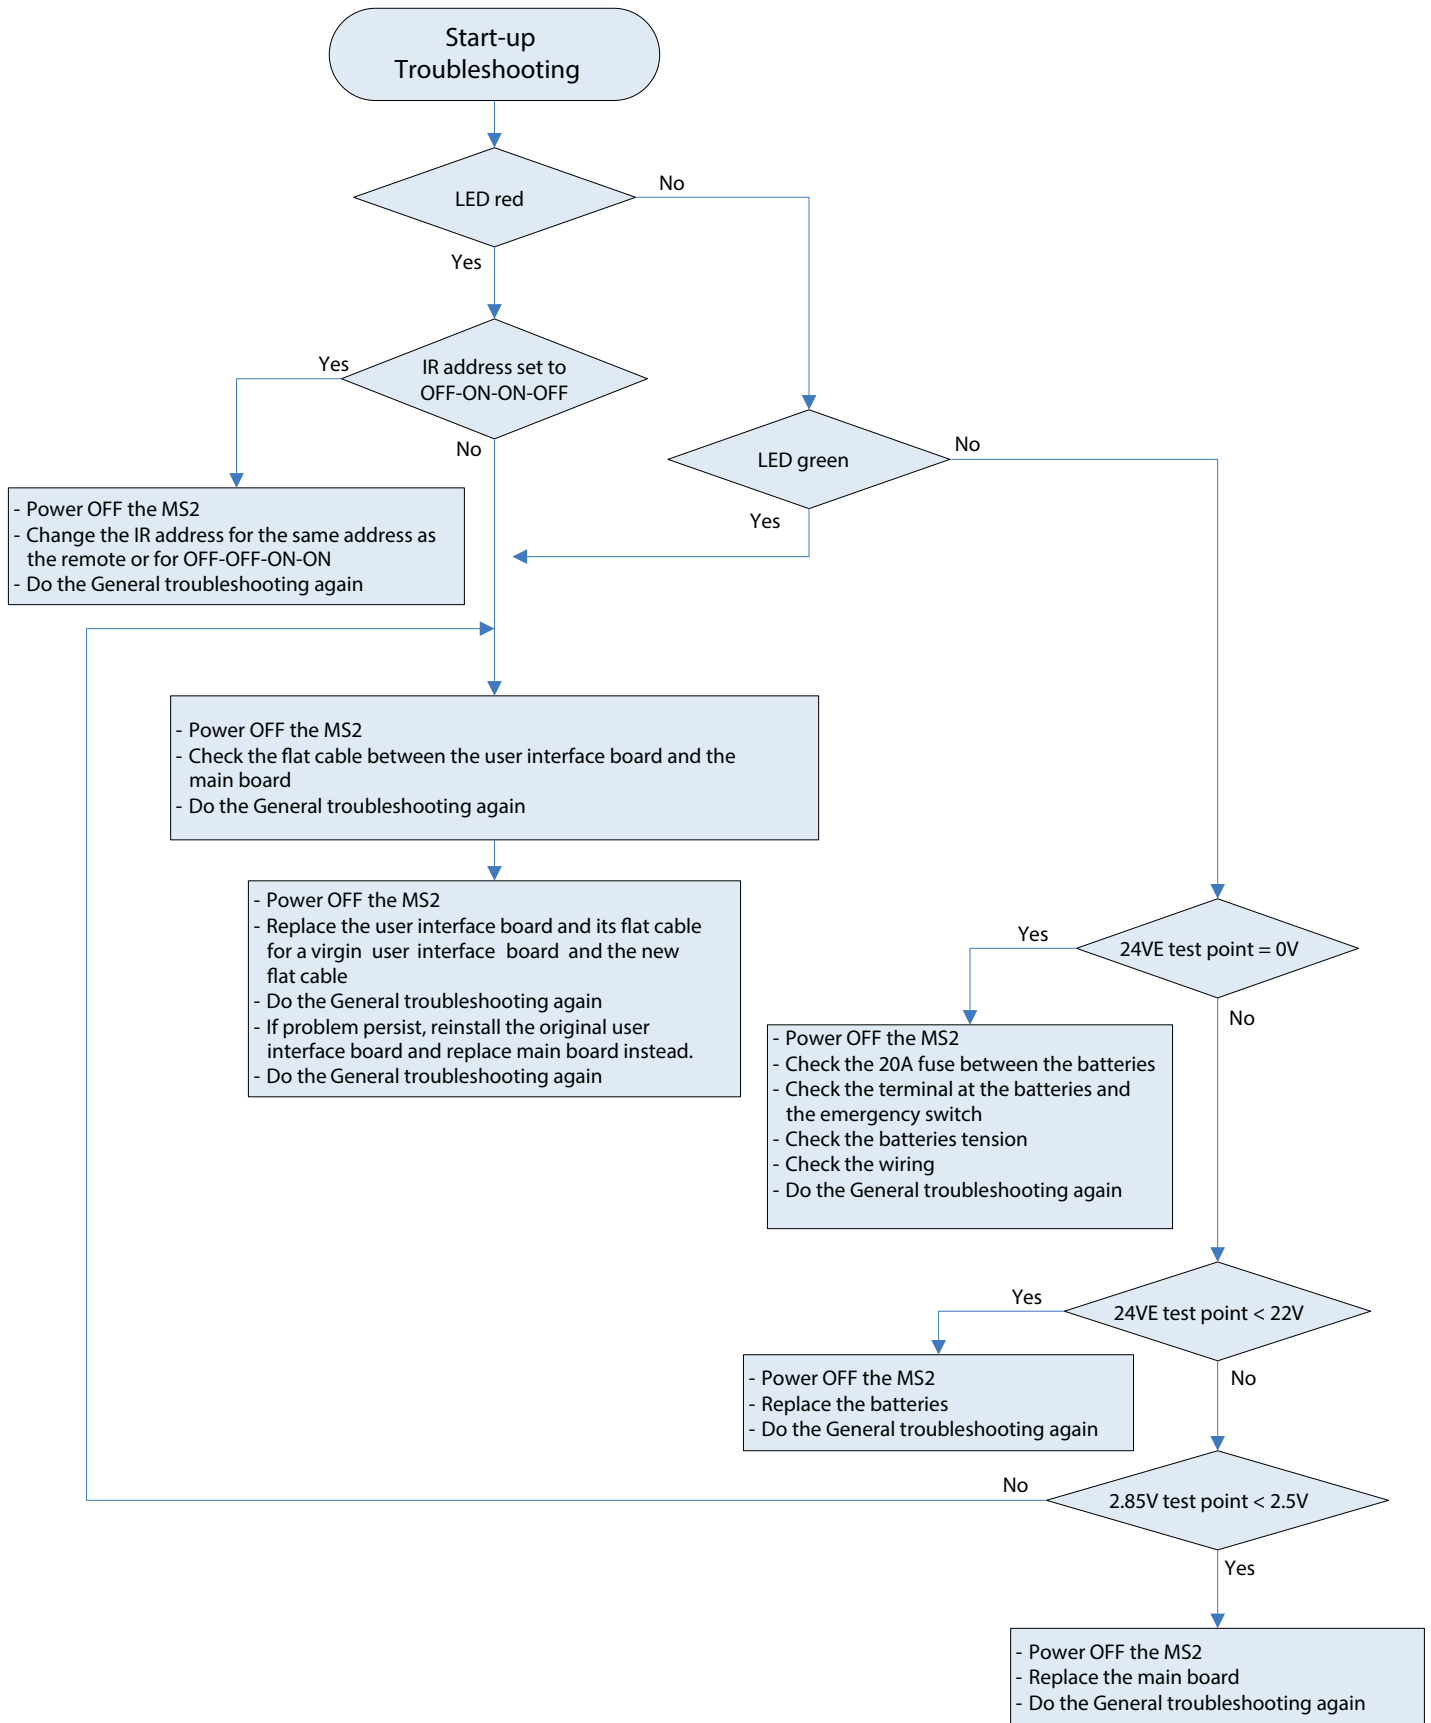 Start-up
Troubleshooting
LED red
No
Yes
IR address set to
OFF-ON-ON-OFF
Yes
No
LED green
No
Yes
- Power OFF the MS2
- Change the IR address for the same address as
the remote or for OFF-OFF-ON-ON
- Do the General troubleshooting again
- Power OFF the MS2
- Check the flat cable between the user interface board and the
main board
- Do the General troubleshooting again
- Power OFF the MS2
- Replace the user interface board and its flat cable
for a virgin user interface board and the new
flat cable
- Do the General troubleshooting again
- If problem persist, reinstall the original user
interface board and replace main board instead.
- Do the General troubleshooting again
24VE test point = 0V
Yes
No
- Power OFF the MS2
- Check the 20A fuse between the batteries
- Check the terminal at the batteries and
the emergency switch
- Check the batteries tension
- Check the wiring
- Do the General troubleshooting again
24VE test point < 22V
Yes
No
- Power OFF the MS2
- Replace the batteries
- Do the General troubleshooting again
2.85V test point < 2.5V
No
Yes
- Power OFF the MS2
- Replace the main board
- Do the General troubleshooting again